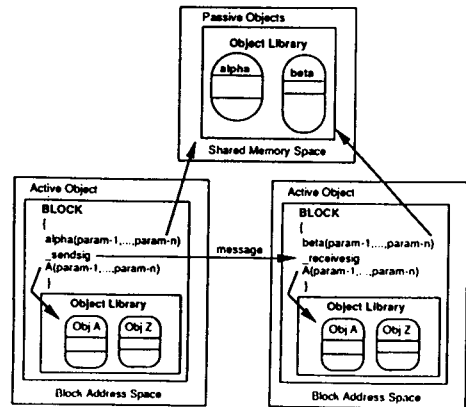 Passive Objects
Object Library
alpha
beta
Shared Memory Space
Active Object
BLOCK
{
alpha(param-1,...,param-n)
_sendsig
A(param-1,...,param-n)
}
Object Library
Obj A
Obj Z
Block Address Space
message
Active Object
BLOCK
{
beta(param-1,...,param-n)
_receivesig
A(param-1,...,param-n)
}
Object Library
Obj A
Obj Z
Block Address Space